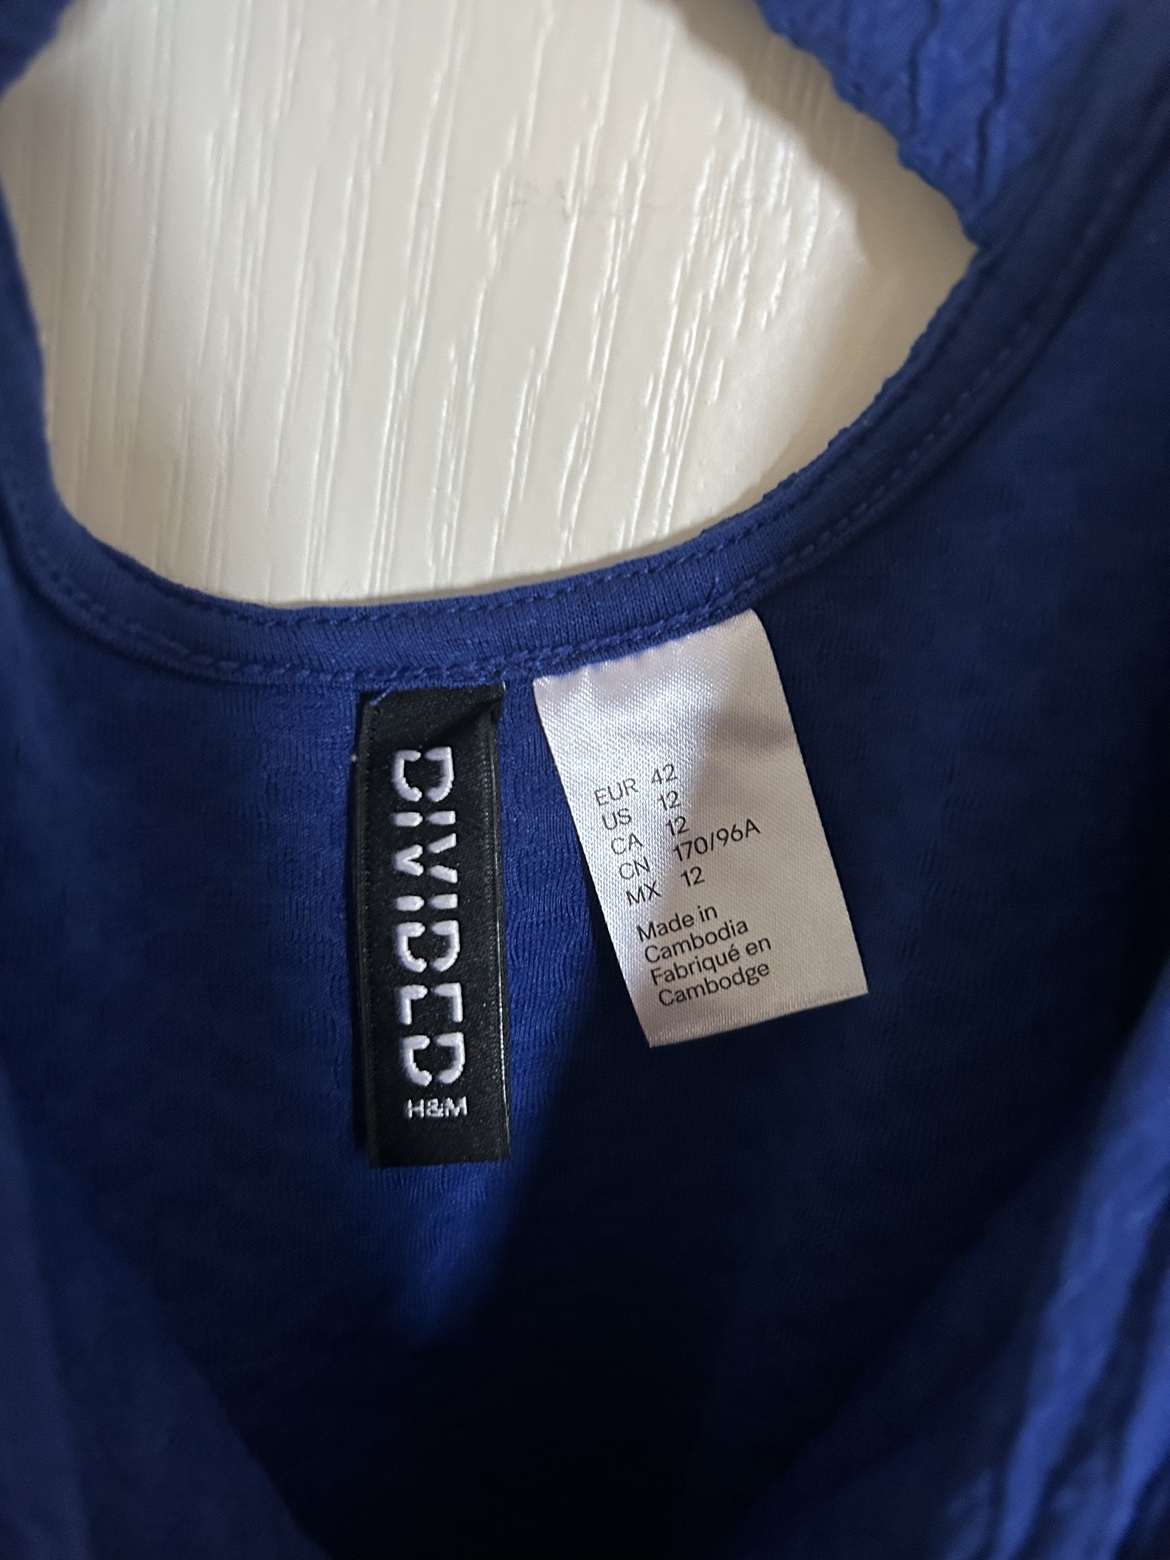 DIVIDED
H&M
EUR 42
US 12
CA 12
CN 170/96A
MX 12
Made in
Cambodia
Fabriqué en
Cambodge